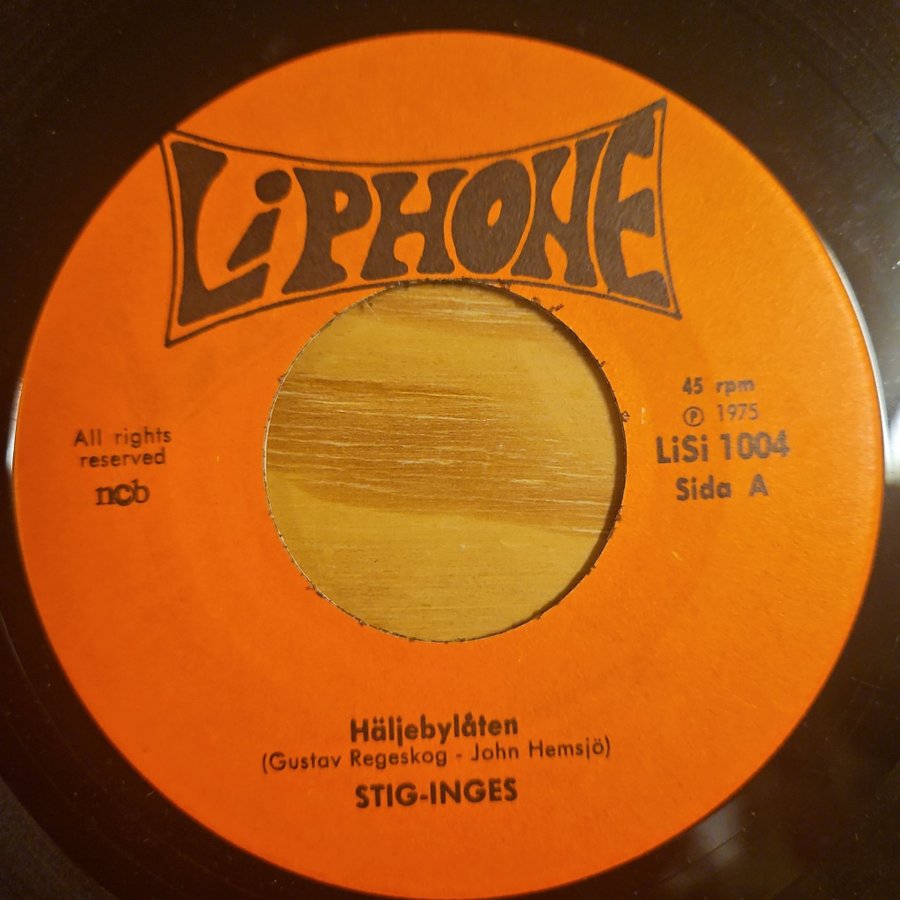 LiPHONE
45 rpm
℗ 1975
LiSi 1004
Sida A
All rights
reserved
ncb
Häljebylåten
(Gustav Regeskog - John Hemsjö)
STIG-INGES